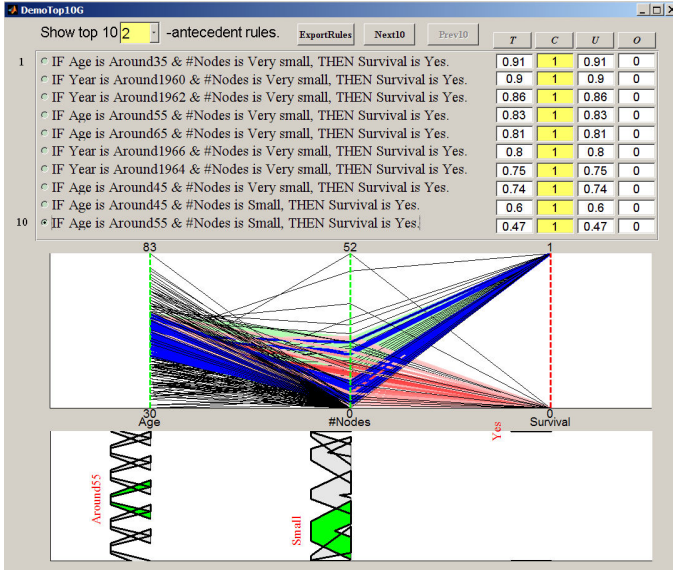 DemoTop10G
Show top 10 2 -antecedent rules. ExportRules Next10 Prev10 T C U O
1 IF Age is Around35 & #Nodes is Very small, THEN Survival is Yes. 0.91 1 0.91 0
IF Year is Around1960 & #Nodes is Very small, THEN Survival is Yes. 0.9 1 0.9 0
IF Year is Around1962 & #Nodes is Very small, THEN Survival is Yes. 0.86 1 0.86 0
IF Age is Around55 & #Nodes is Very small, THEN Survival is Yes. 0.83 1 0.83 0
IF Age is Around65 & #Nodes is Very small, THEN Survival is Yes. 0.81 1 0.81 0
IF Year is Around1966 & #Nodes is Very small, THEN Survival is Yes. 0.8 1 0.8 0
IF Year is Around1964 & #Nodes is Very small, THEN Survival is Yes. 0.75 1 0.75 0
IF Age is Around45 & #Nodes is Very small, THEN Survival is Yes. 0.74 1 0.74 0
IF Age is Around45 & #Nodes is Small, THEN Survival is Yes. 0.6 1 0.6 0
10 IF Age is Around55 & #Nodes is Small, THEN Survival is Yes. 0.47 1 0.47 0
83 52 1
30 0 0
Age #Nodes Survival
Around55
Small
Yes